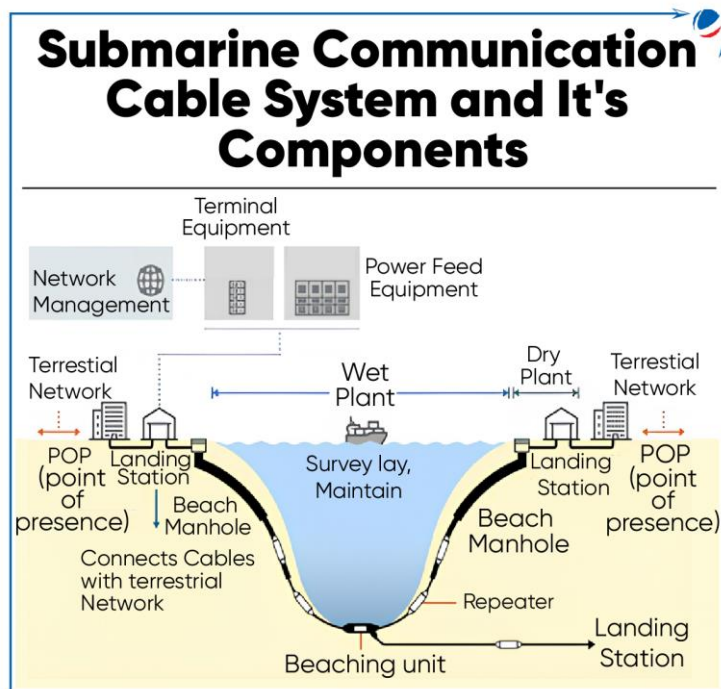 Submarine Communication
Cable System and It's
Components
Terminal
Equipment
Network
Management
Power Feed
Equipment
Terrestial
Network
Wet
Plant
Dry
Plant
Terrestial
Network
POP
(point
of
presence)
Landing
Station
Survey lay,
Maintain
Landing
Station
POP
(point
of
presence)
Beach
Manhole
Beach
Manhole
Connects Cables
with terrestrial
Network
Repeater
Beaching unit
Landing
Station